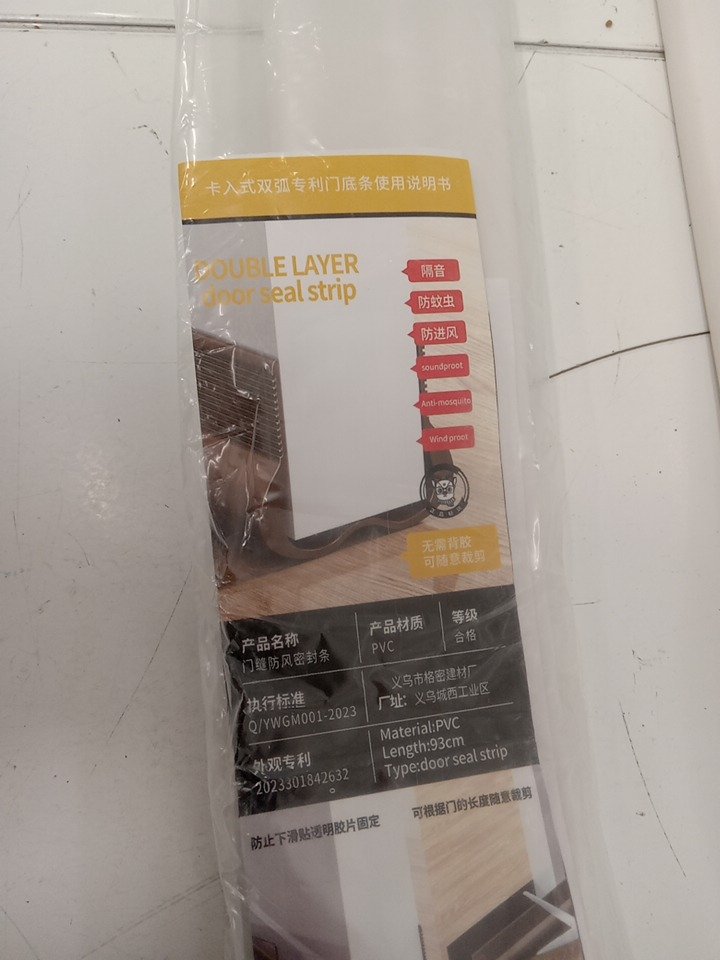 卡入式双弧专利门底条使用说明书
DOUBLE LAYER
door seal strip
隔音
防蚊虫
防进风
soundproot
Anti-mosquito
Wind proot
无需背胶
可随意裁剪
产品名称
门缝防风密封条
产品材质
PVC
等级
合格
执行标准
Q/YWGM001-2023
义乌市格密建材厂
厂址：义乌城西工业区
外观专利
2023301842632
Material:PVC
Length:93cm
Type:door seal strip
防止下滑贴透明胶片固定
可根据门的长度随意裁剪